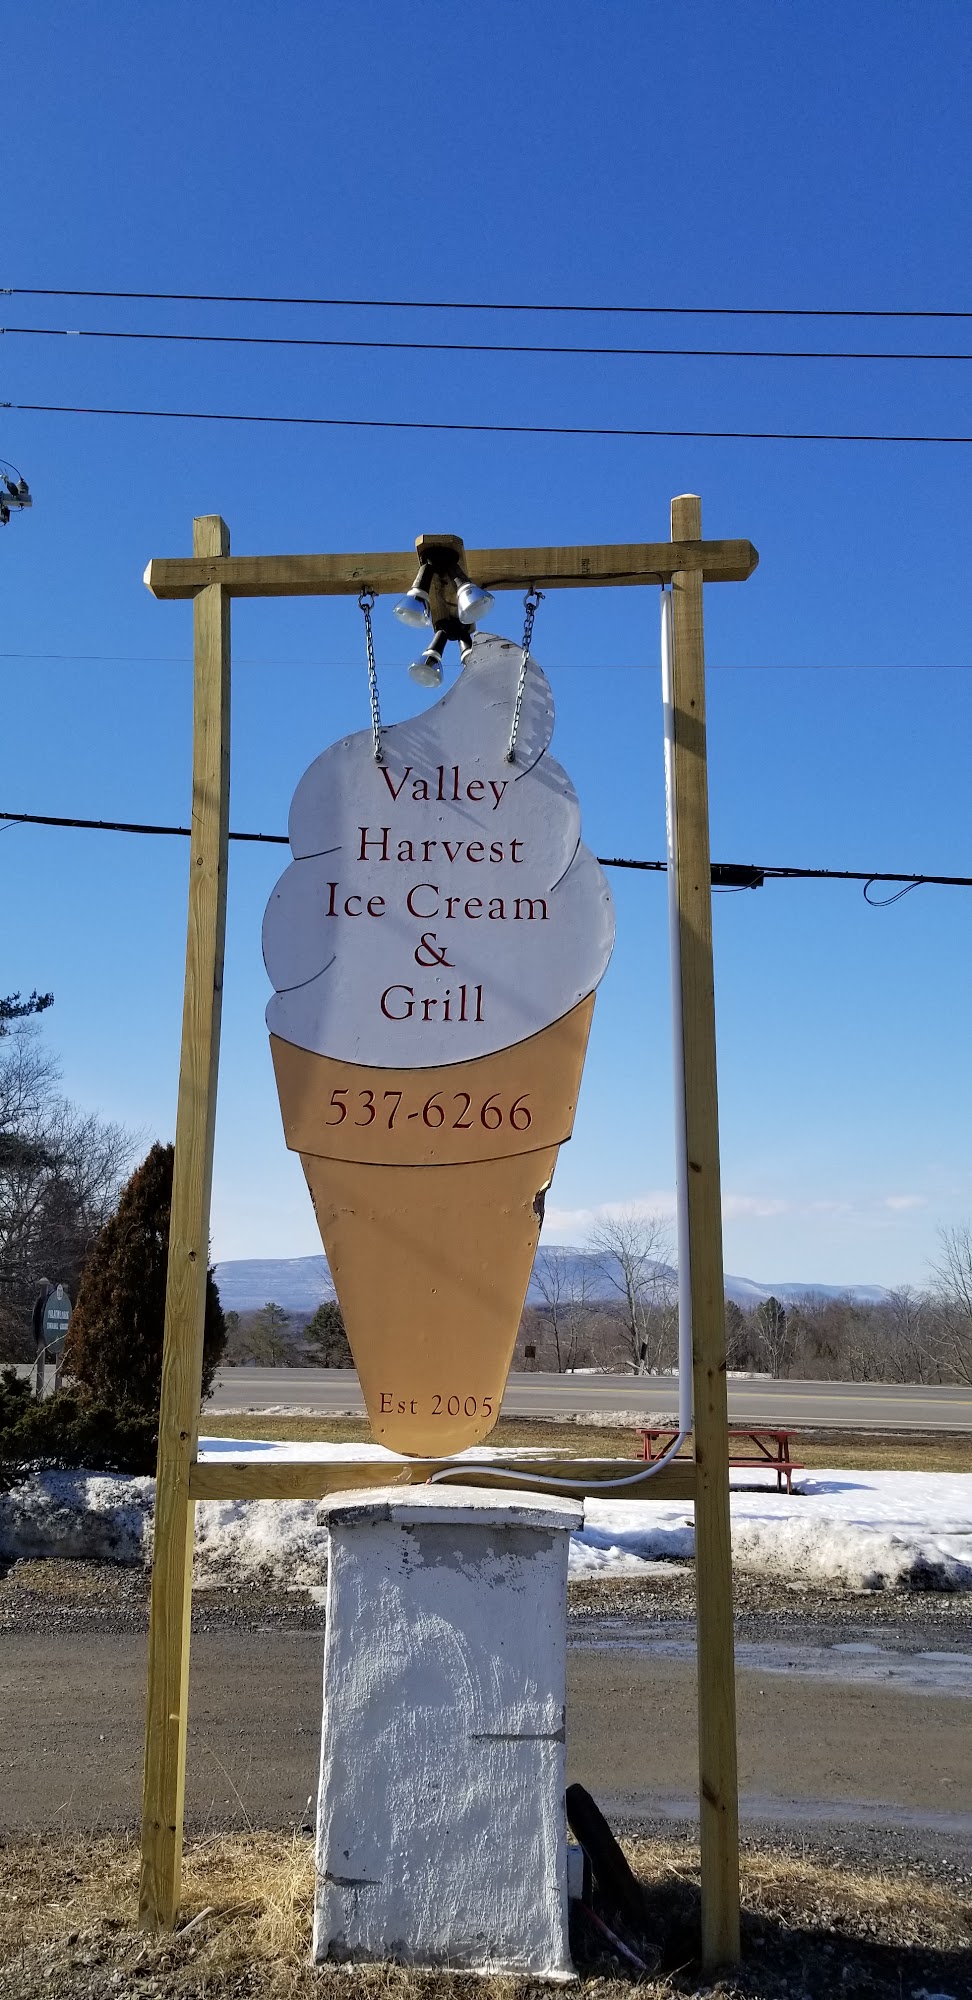 Valley
Harvest
Ice Cream
&
Grill
537-6266
Est 2005